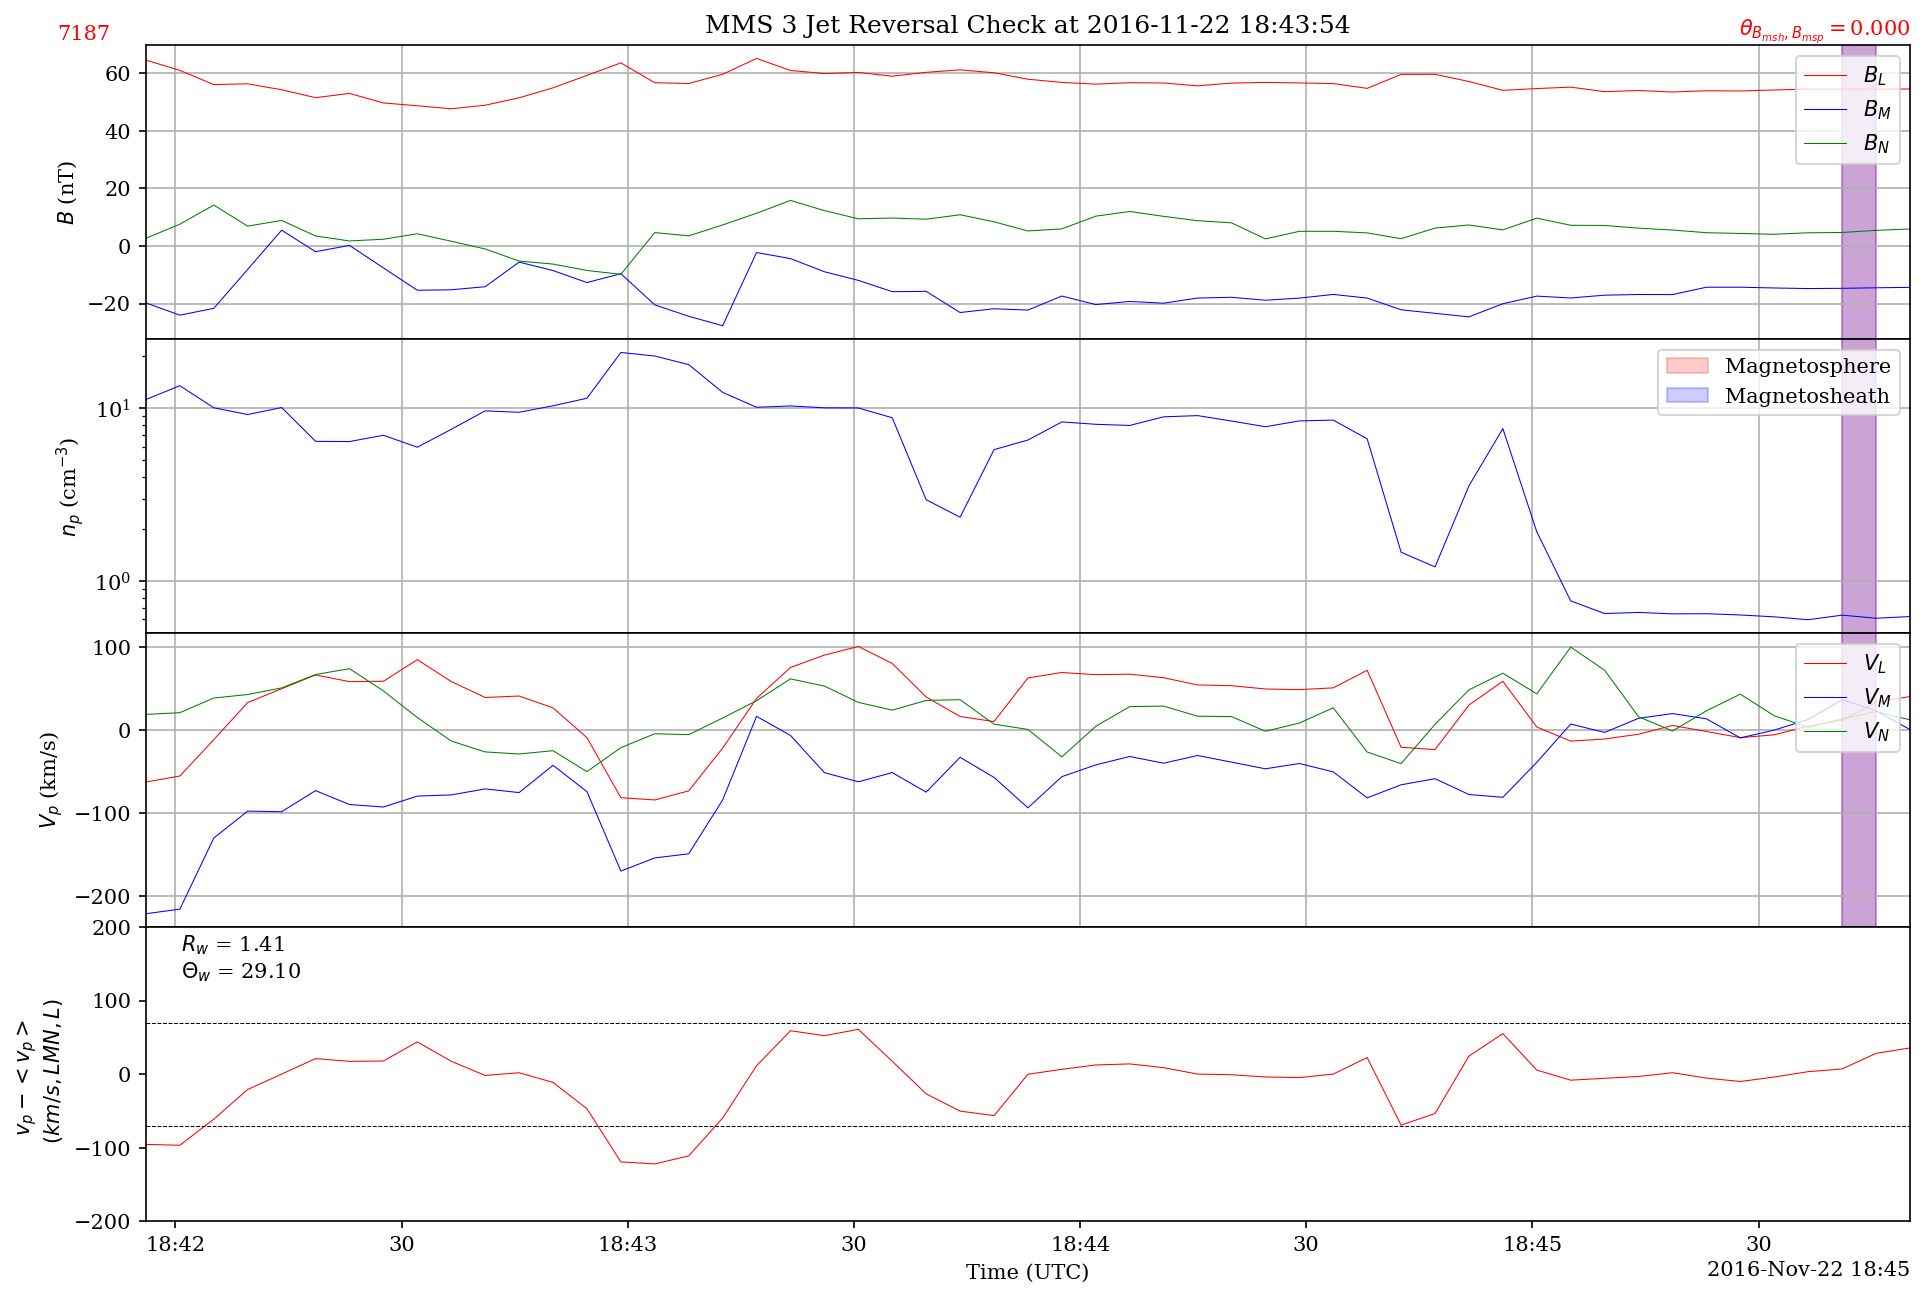 7187
MMS 3 Jet Reversal Check at 2016-11-22 18:43:54
θ_{B_{msh}, B_{msp}} = 0.000
B (nT)
60
40
20
0
−20
B_L
B_M
B_N
n_p (cm^{−3})
10^1
10^0
Magnetosphere
Magnetosheath
V_p (km/s)
100
0
−100
−200
V_L
V_M
V_N
v_p − < v_p >
(km/s, LMN, L)
200
100
0
−100
−200
R_w = 1.41
Θ_w = 29.10
18:42 30 18:43 30 18:44 30 18:45 30
Time (UTC)
2016-Nov-22 18:45